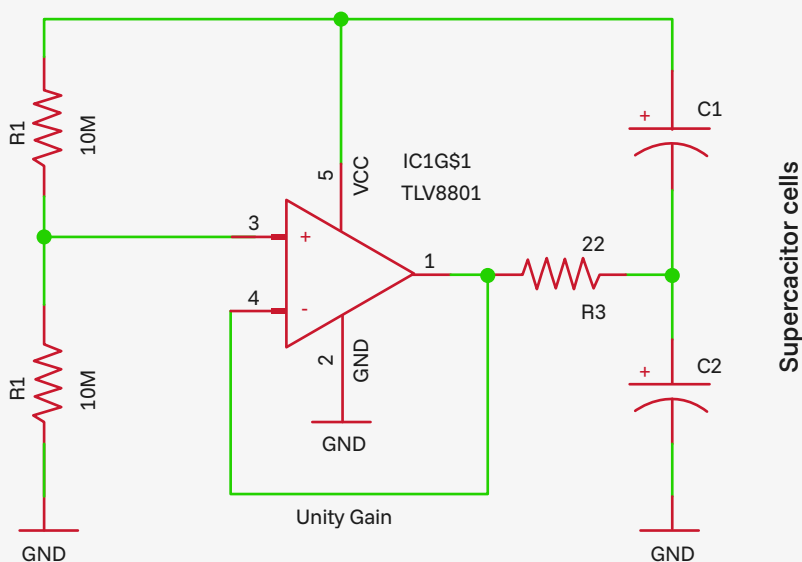 R1
10M
3
+
4
-
5
VCC
IC1G$1
TLV8801
1
2
GND
GND
Unity Gain
22
R3
+
C1
+
C2
R1
10M
GND
GND
Supercacitor cells